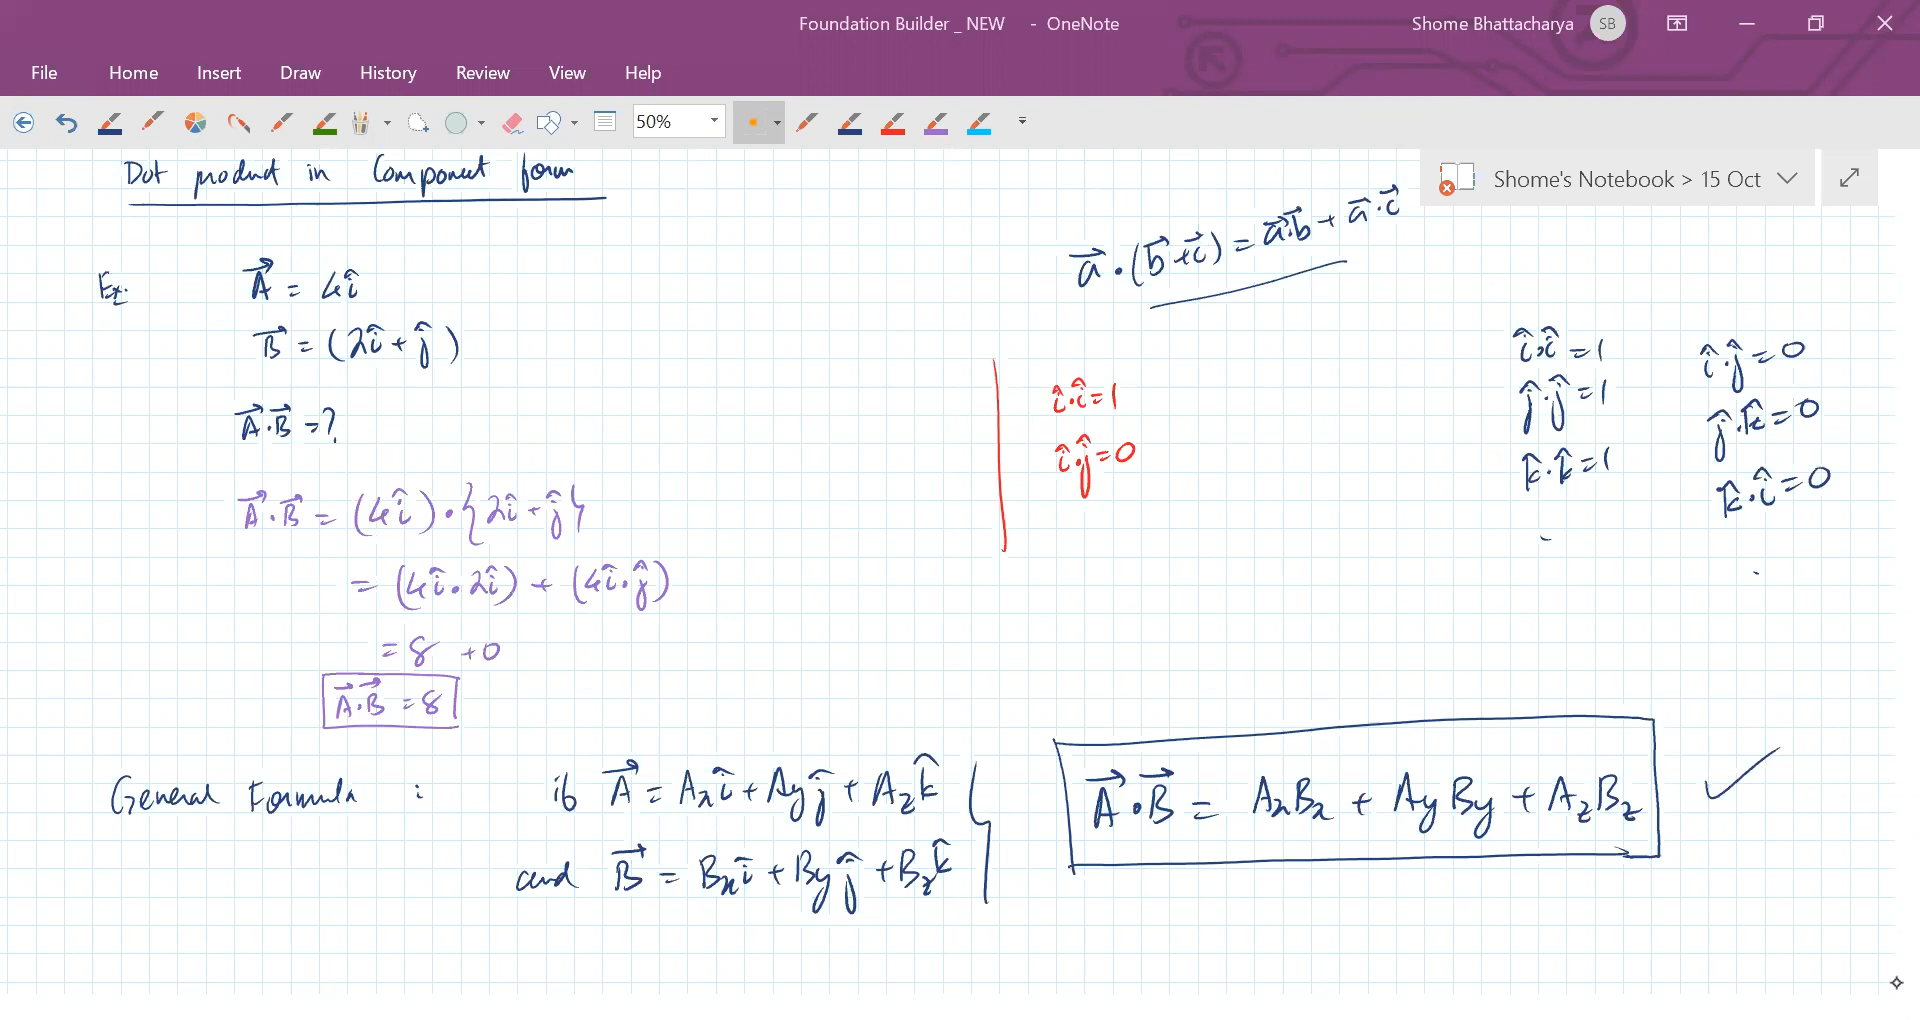 Foundation Builder _ NEW - OneNote
Shome Bhattacharya SB
File Home Insert Draw History Review View Help
50%
Shome's Notebook > 15 Oct
Dot product in Component form
a⃗ · (b⃗ + c⃗) = a⃗·b⃗ + a⃗·c⃗
Ex:
A⃗ = 4î
B⃗ = (2î + ĵ)
A⃗·B⃗ = ?
î·î = 1
î·ĵ = 0
î·î = 1
ĵ·ĵ = 1
k̂·k̂ = 1
î·ĵ = 0
ĵ·k̂ = 0
k̂·î = 0
A⃗·B⃗ = (4î)·{2î + ĵ}
= (4î·2î) + (4î·ĵ)
= 8 + 0
A⃗·B⃗ = 8
General Formula : if A⃗ = Axî + Ayĵ + Azk̂
and B⃗ = Bxî + Byĵ + Bzk̂
A⃗·B⃗ = AxBx + AyBy + AzBz